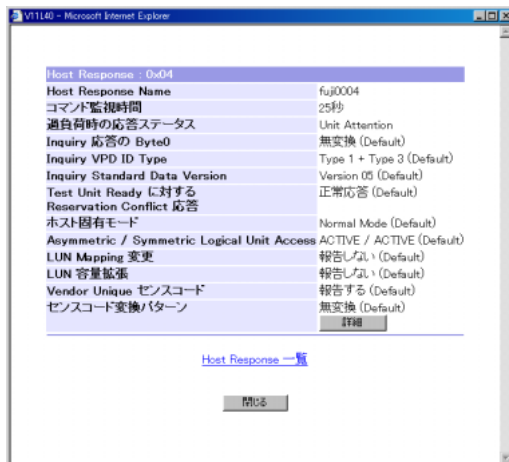 V11L40 - Microsoft Internet Explorer
Host Response : 0x04
Host Response Name fuji0004
コマンド監視時間 25秒
過負荷時の応答ステータス Unit Attention
Inquiry 応答の Byte0 無変換 (Default)
Inquiry VPD ID Type Type 1 + Type 3 (Default)
Inquiry Standard Data Version Version 05 (Default)
Test Unit Ready に対する 正常応答 (Default)
Reservation Conflict 応答
ホスト固有モード Normal Mode (Default)
Asymmetric / Symmetric Logical Unit Access ACTIVE / ACTIVE (Default)
LUN Mapping 変更 報告しない (Default)
LUN 容量拡張 報告しない (Default)
Vendor Unique センスコード 報告する (Default)
センスコード変換パターン 無変換 (Default)
詳細
Host Response 一覧
閉じる